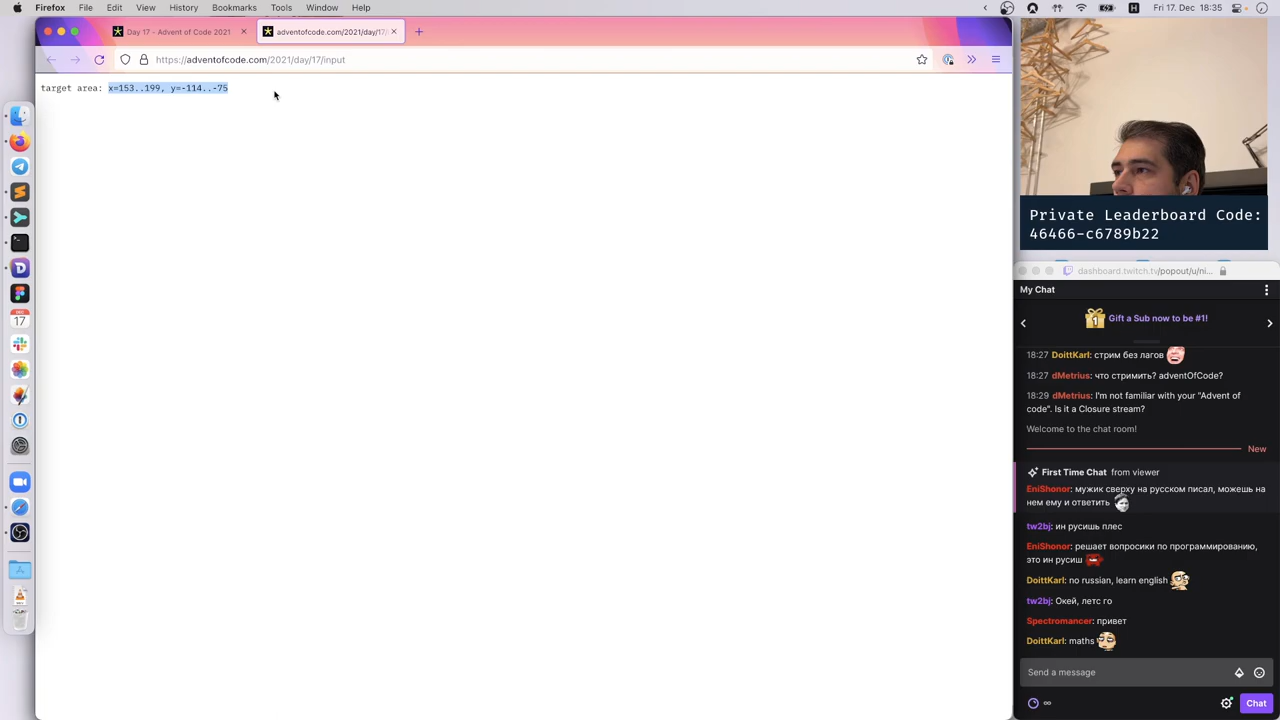 Firefox File Edit View History Bookmarks Tools Window Help
Fri 17. Dec 18:35
Day 17 - Advent of Code 2021
adventofcode.com/2021/day/17/
https://adventofcode.com/2021/day/17/input
target area: x=153..199, y=-114..-75
DEC
17
Private Leaderboard Code:
46466-c6789b22
dashboard.twitch.tv/popout/u/ni...
My Chat
Gift a Sub now to be #1!
18:27 DoittKarl: стрим без лагов
18:27 dMetrius: что стримить? adventOfCode?
18:29 dMetrius: I'm not familiar with your "Advent of
code". Is it a Closure stream?
Welcome to the chat room!
New
First Time Chat from viewer
EniShonor: мужик сверху на русском писал, можешь на
нем ему и ответить
tw2bj: ин русишь плес
EniShonor: решает вопросики по программированию,
это ин русиш
DoittKarl: no russian, learn english
tw2bj: Окей, летс го
Spectromancer: привет
DoittKarl: maths
Send a message
Chat